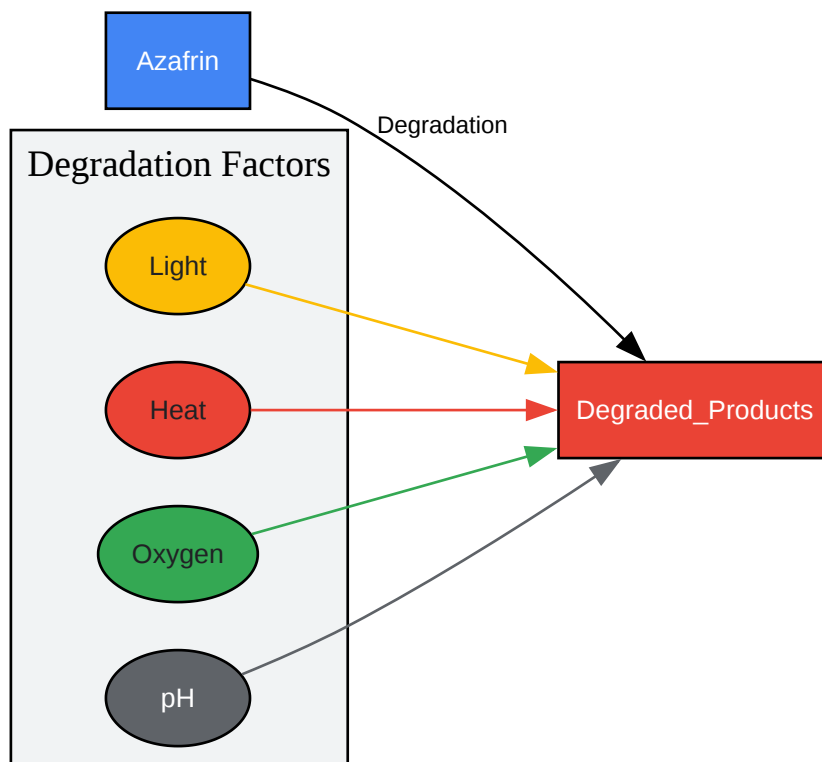 Azafrin
Degradation
Degradation Factors
Light
Heat
Degraded_Products
Oxygen
pH